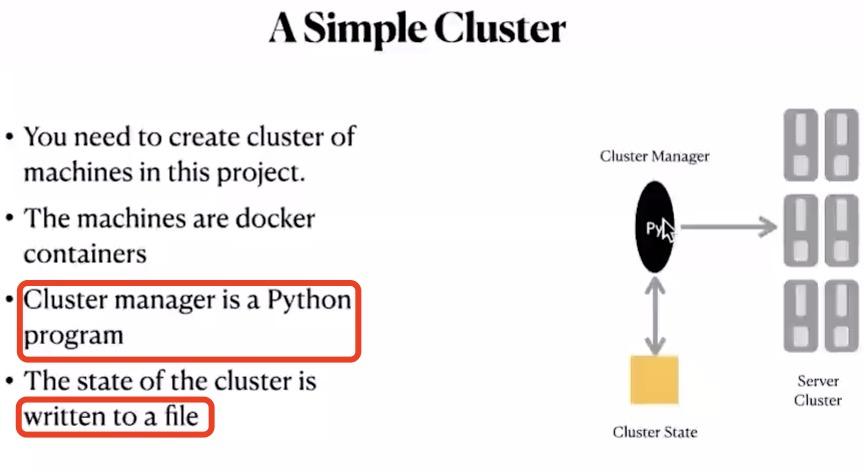 A Simple Cluster
• You need to create cluster of
machines in this project.
• The machines are docker
containers
• Cluster manager is a Python
program
• The state of the cluster is
written to a file
Cluster Manager
Py
Server
Cluster
Cluster State